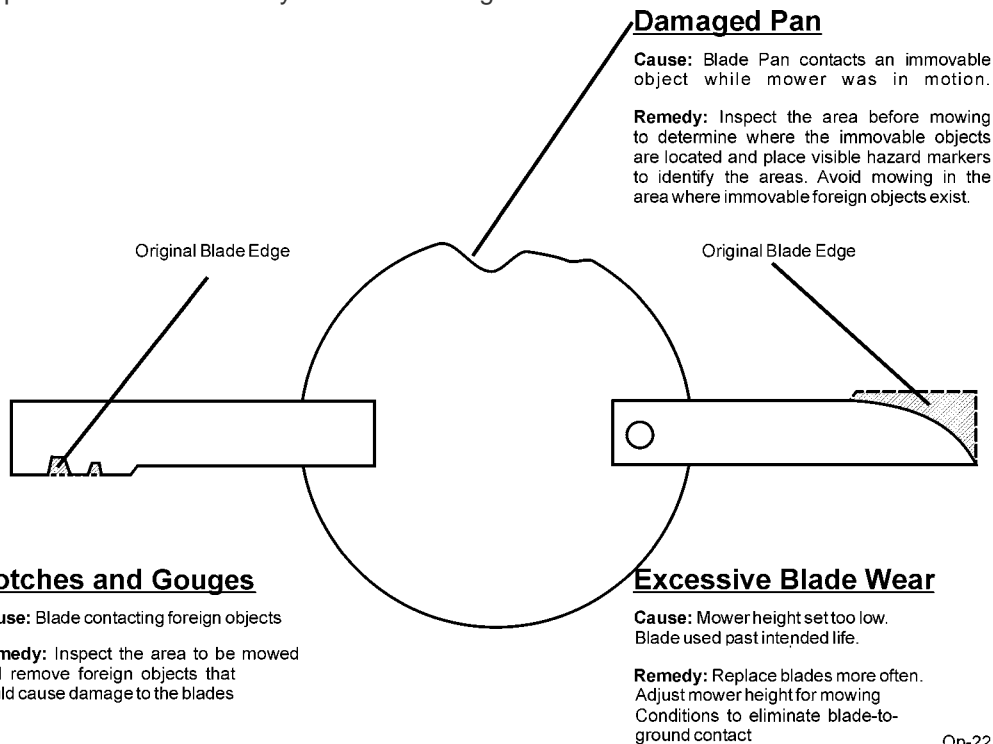 Damaged Pan
Cause: Blade Pan contacts an immovable
object while mower was in motion.
Remedy: Inspect the area before mowing
to determine where the immovable objects
are located and place visible hazard markers
to identify the areas. Avoid mowing in the
area where immovable foreign objects exist.
Original Blade Edge
Original Blade Edge
otches and Gouges
use: Blade contacting foreign objects
medy: Inspect the area to be mowed
remove foreign objects that
ld cause damage to the blades
Excessive Blade Wear
Cause: Mower height set too low.
Blade used past intended life.
Remedy: Replace blades more often.
Adjust mower height for mowing
Conditions to eliminate blade-to-
ground contact
Op-22